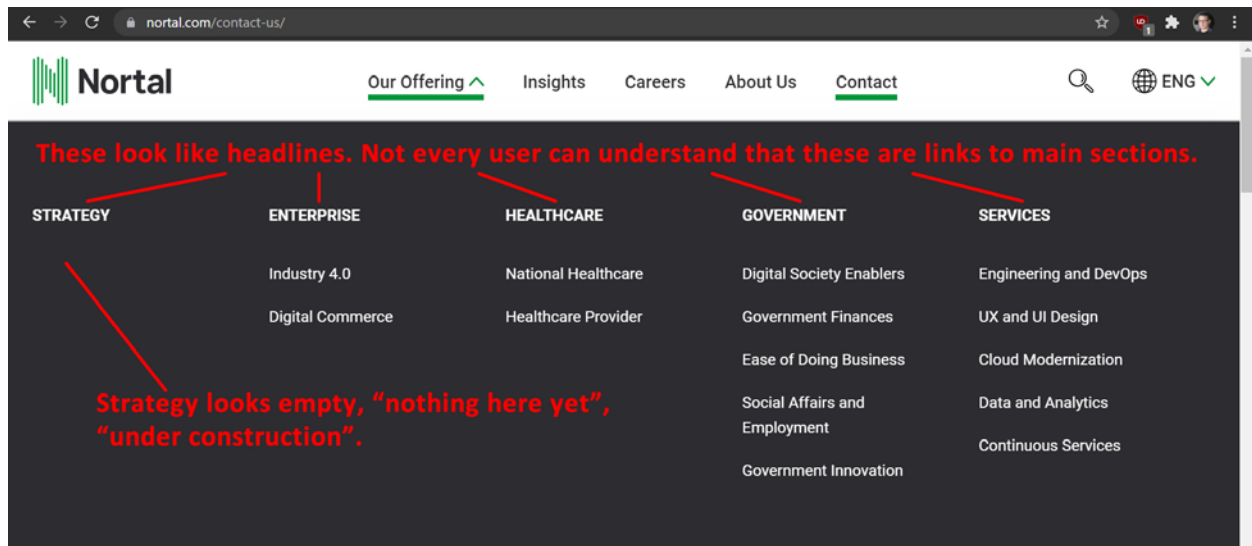 nortal.com/contact-us/
1
Nortal
Our Offering Insights Careers About Us Contact ENG
These look like headlines. Not every user can understand that these are links to main sections.
STRATEGY ENTERPRISE HEALTHCARE GOVERNMENT SERVICES
Industry 4.0 National Healthcare Digital Society Enablers Engineering and DevOps
Digital Commerce Healthcare Provider Government Finances UX and UI Design
Ease of Doing Business Cloud Modernization
Strategy looks empty, “nothing here yet”,
“under construction”.
Social Affairs and
Employment
Data and Analytics
Government Innovation
Continuous Services